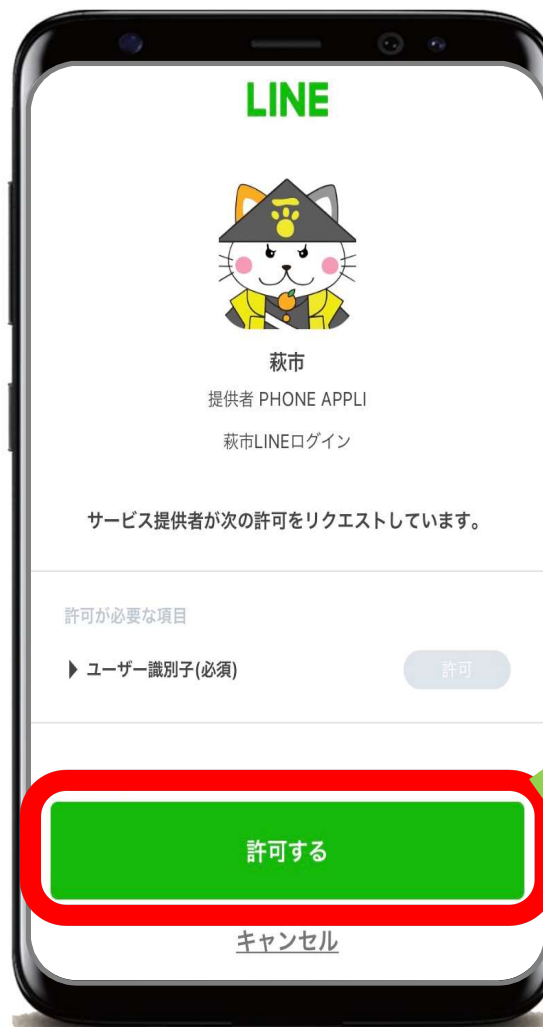 LINE
萩市
提供者 PHONE APPLI
萩市LINEログイン
サービス提供者が次の許可をリクエストしています。
許可が必要な項目
▶ ユーザー識別子(必須)
許可
許可する
キャンセル